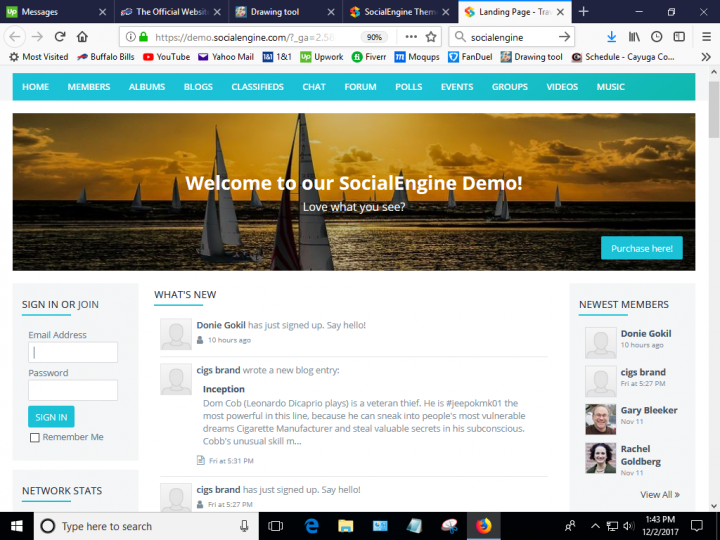 Messages
The Official Website
Drawing tool
SocialEngine Them
Landing Page - Tra
https://demo.socialengine.com/?_ga=2.58
90%
socialengine
Most Visited
Buffalo Bills
YouTube
Yahoo Mail
1&1
Upwork
Fiverr
Moqups
FanDuel
Drawing tool
Schedule - Cayuga Co...
HOME MEMBERS ALBUMS BLOGS CLASSIFIEDS CHAT FORUM POLLS EVENTS GROUPS VIDEOS MUSIC
Welcome to our SocialEngine Demo!
Love what you see?
Purchase here!
SIGN IN OR JOIN
Email Address
Password
SIGN IN
Remember Me
NETWORK STATS
WHAT'S NEW
Donie Gokil has just signed up. Say hello!
10 hours ago
cigs brand wrote a new blog entry:
Inception
Dom Cob (Leonardo Dicaprio plays) is a veteran thief. He is #jeepokmk01 the
most powerful in this line, because he can sneak into people's most vulnerable
dreams Cigarette Manufacturer and steal valuable secrets in his subconscious.
Cobb's unusual skill m...
Fri at 5:31 PM
cigs brand has just signed up. Say hello!
Fri at 5:27 PM
NEWEST MEMBERS
Donie Gokil
10 hours ago
cigs brand
Fri at 5:27 PM
Gary Bleeker
Nov 11
Rachel
Goldberg
Nov 11
View All »
Type here to search
1:43 PM
12/2/2017